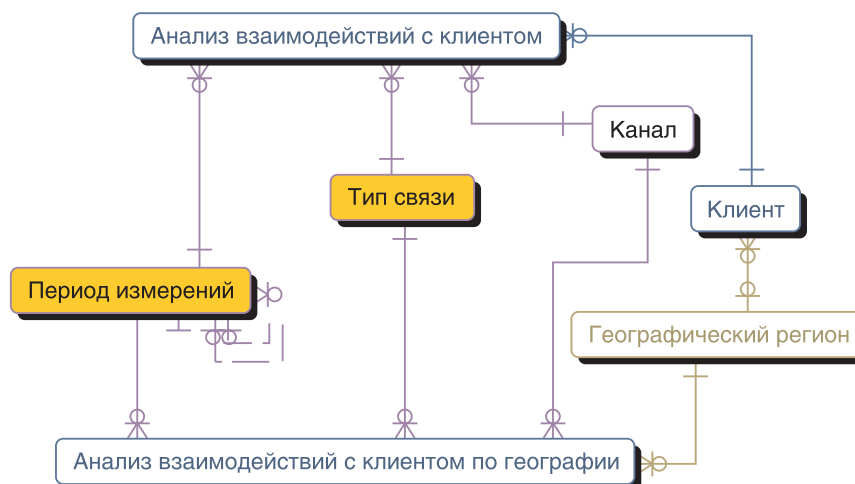 Анализ взаимодействий с клиентом
Канал
Тип связи
Клиент
Период измерений
Географический регион
Анализ взаимодействий с клиентом по географии